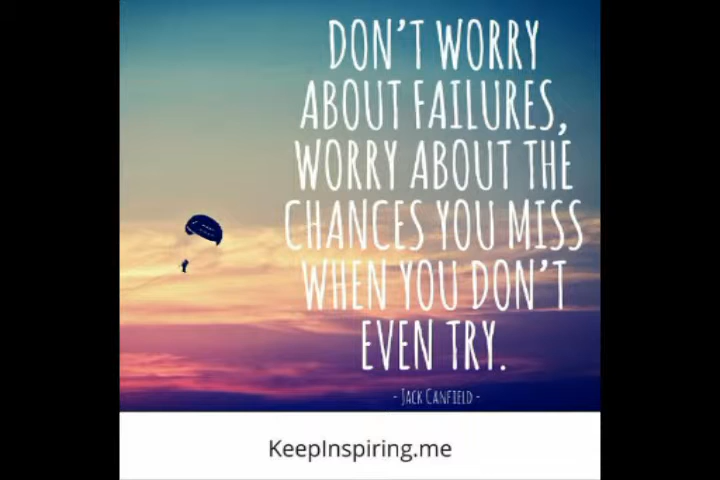 DON'T WORRY
ABOUT FAILURES,
WORRY ABOUT THE
CHANCES YOU MISS
WHEN YOU DON'T
EVEN TRY.
- JACK CANFIELD -
KeepInspiring.me